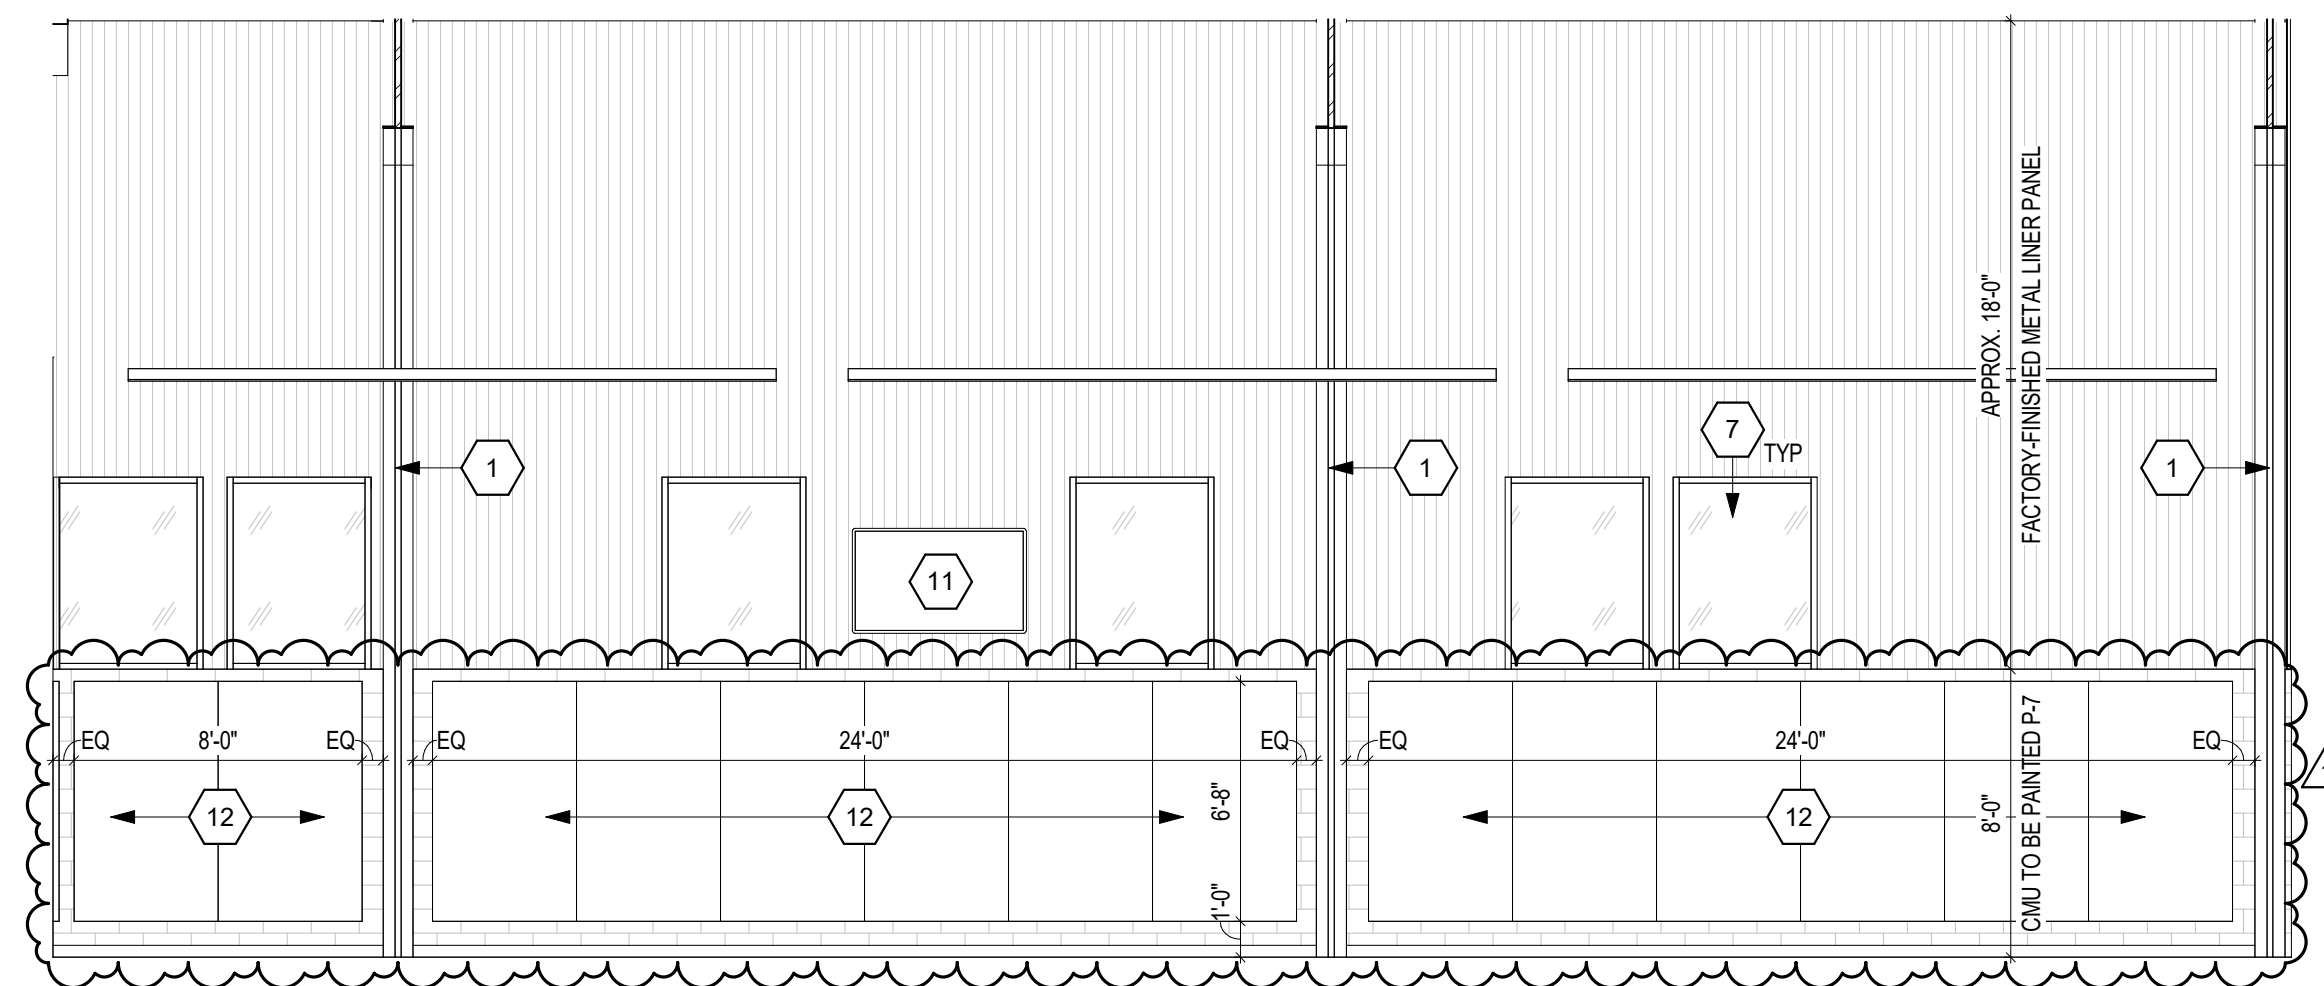 APPROX. 18'-0"
FACTORY-FINISHED METAL LINER PANEL
7
TYP
1
1
1
11
EQ
8'-0"
EQ
EQ
24'-0"
EQ
EQ
24'-0"
EQ
12
12
12
6'-8"
1'-0"
8'-0"
CMU TO BE PAINTED P-7